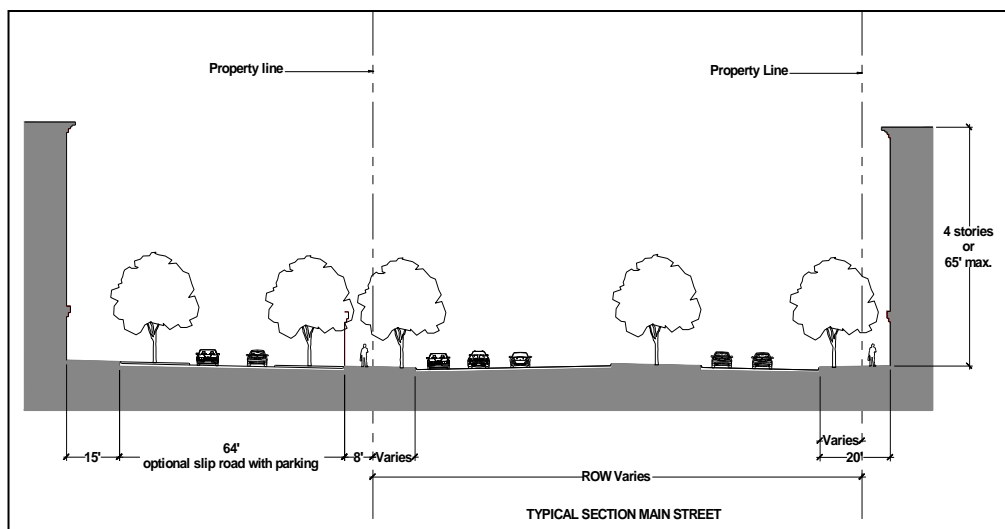 Property line
Property Line
4 stories
or
65' max.
Varies
15'
64'
optional slip road with parking
8'
Varies
20'
ROW Varies
TYPICAL SECTION MAIN STREET